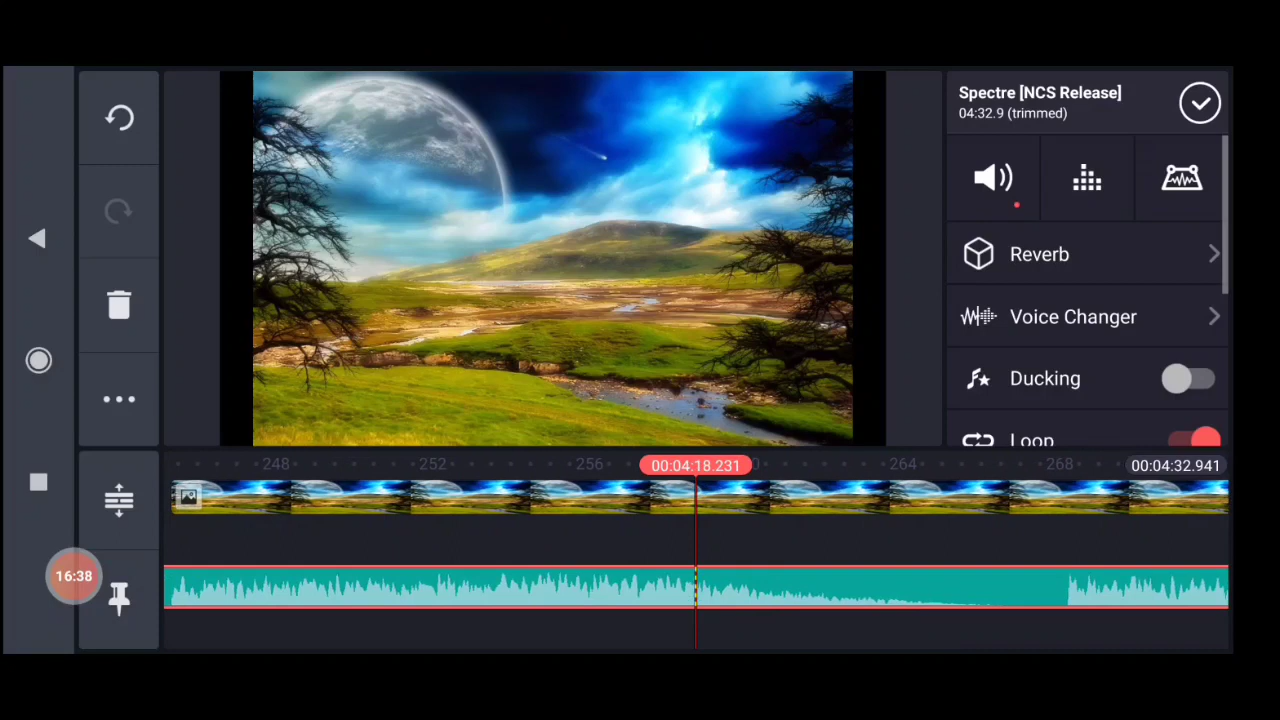 Spectre [NCS Release]
04:32.9 (trimmed)
Reverb
Voice Changer
Ducking
Loop
248 252 256 00:04:18.231 0 264 268 00:04:32.941
16:38